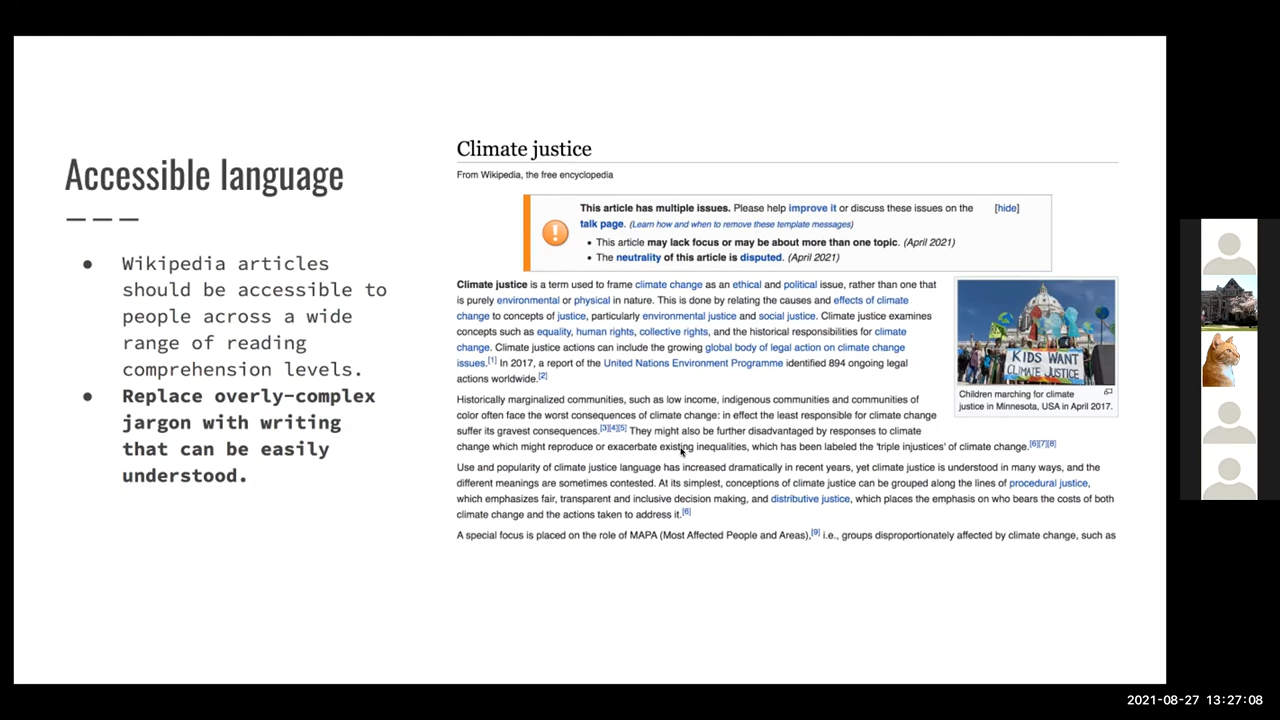 Accessible language
● Wikipedia articles
should be accessible to
people across a wide
range of reading
comprehension levels.
● Replace overly-complex
jargon with writing
that can be easily
understood.
Climate justice
From Wikipedia, the free encyclopedia
This article has multiple issues. Please help improve it or discuss these issues on the [hide]
talk page. (Learn how and when to remove these template messages)
• This article may lack focus or may be about more than one topic. (April 2021)
• The neutrality of this article is disputed. (April 2021)
Climate justice is a term used to frame climate change as an ethical and political issue, rather than one that
is purely environmental or physical in nature. This is done by relating the causes and effects of climate
change to concepts of justice, particularly environmental justice and social justice. Climate justice examines
concepts such as equality, human rights, collective rights, and the historical responsibilities for climate
change. Climate justice actions can include the growing global body of legal action on climate change
issues.[1] In 2017, a report of the United Nations Environment Programme identified 894 ongoing legal
actions worldwide.[2]
KIDS WANT
CLIMATE JUSTICE
Children marching for climate
justice in Minnesota, USA in April 2017.
Historically marginalized communities, such as low income, indigenous communities and communities of
color often face the worst consequences of climate change: in effect the least responsible for climate change
suffer its gravest consequences.[3][4][5] They might also be further disadvantaged by responses to climate
change which might reproduce or exacerbate existing inequalities, which has been labeled the 'triple injustices' of climate change.[6][7][8]
Use and popularity of climate justice language has increased dramatically in recent years, yet climate justice is understood in many ways, and the
different meanings are sometimes contested. At its simplest, conceptions of climate justice can be grouped along the lines of procedural justice,
which emphasizes fair, transparent and inclusive decision making, and distributive justice, which places the emphasis on who bears the costs of both
climate change and the actions taken to address it.[6]
A special focus is placed on the role of MAPA (Most Affected People and Areas),[9] i.e., groups disproportionately affected by climate change, such as
2021-08-27 13:27:08